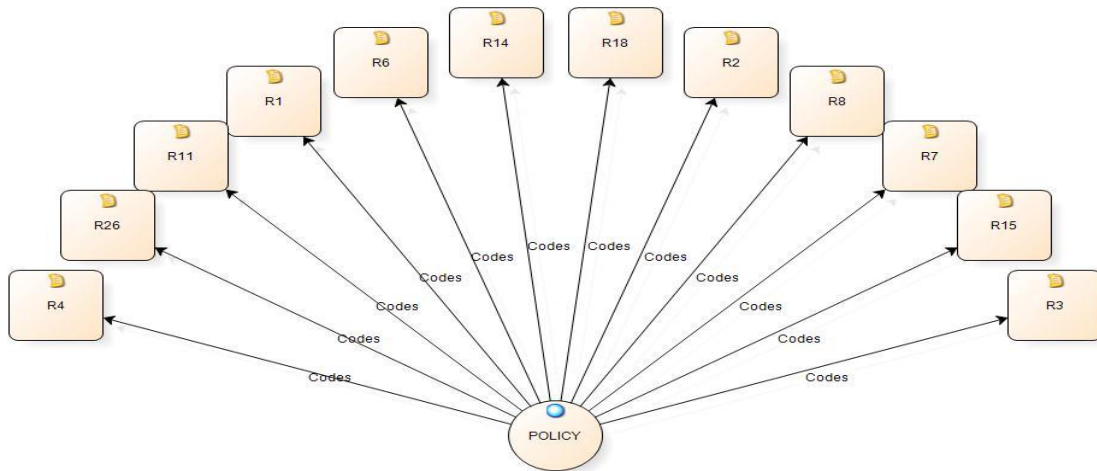 R14
R18
R6
R2
R1
R8
R11
R7
R26
R15
R4
R3
Codes
Codes
Codes
Codes
Codes
Codes
Codes
Codes
Codes
Codes
Codes
Codes
POLICY